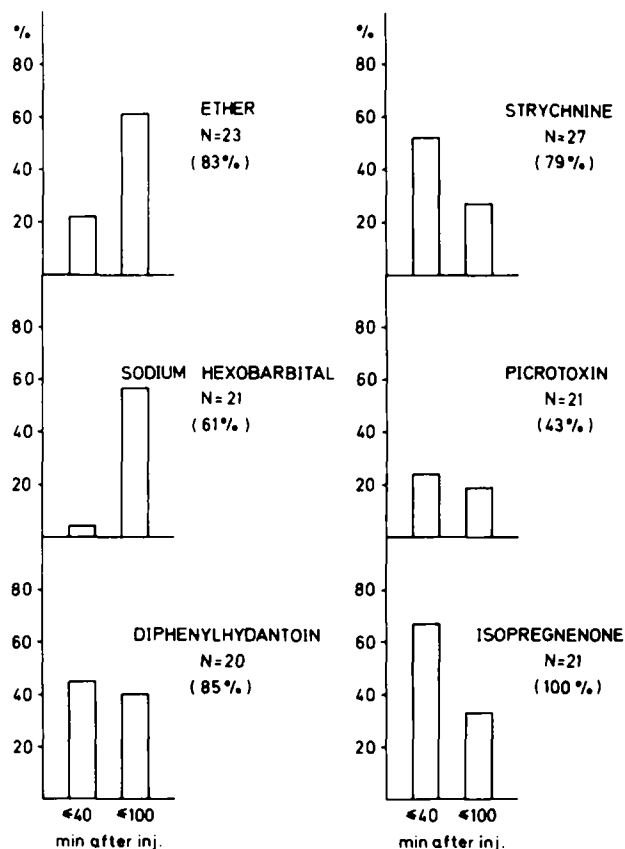 %
80
60
40
20
ETHER
N=23
(83%)
%
80
60
40
20
STRYCHNINE
N=27
(79%)
80
60
40
20
SODIUM HEXOBARBITAL
N=21
(61%)
80
60
40
20
PICROTOXIN
N=21
(43%)
80
60
40
20
DIPHENYLHYDANTOIN
N=20
(85%)
≤40 ≤100
min after inj.
80
60
40
20
ISOPREGNENONE
N=21
(100%)
≤40 ≤100
min after inj.